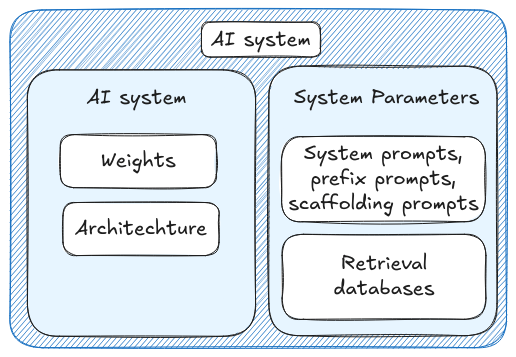 AI system
AI system
Weights
Architechture
System Parameters
System prompts,
prefix prompts,
scaffolding prompts
Retrieval
databases